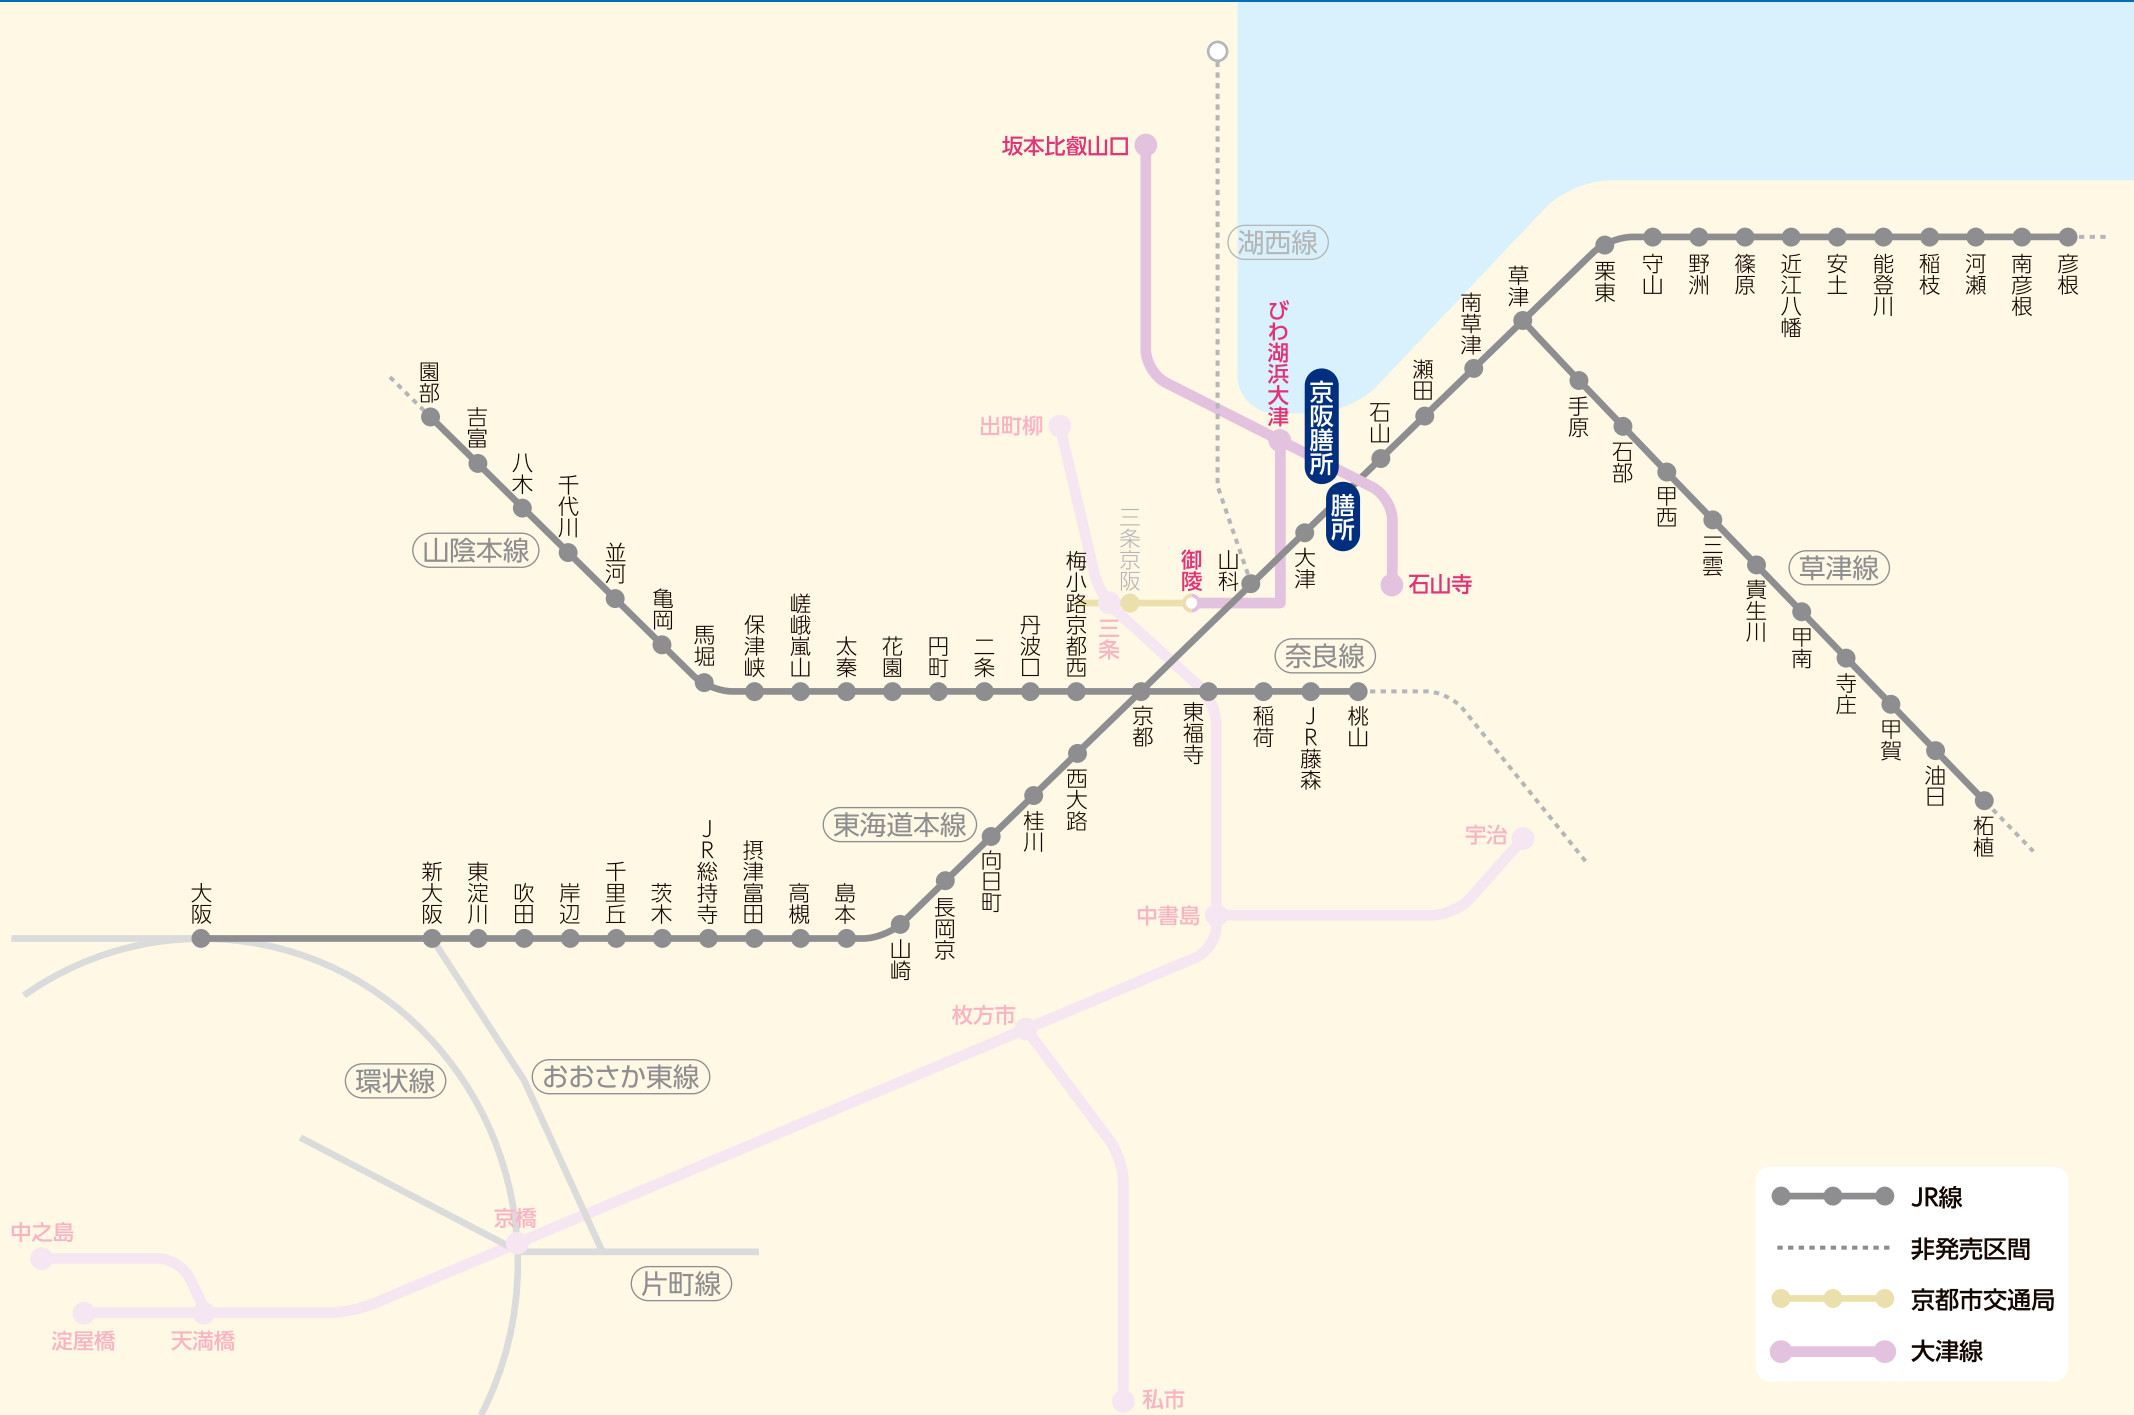 坂本比叡山口
湖西線
びわ湖浜大津
京阪膳所
膳所
出町柳
三条京阪
三条
御陵
石山寺
園部
吉富
八木
千代川
並河
亀岡
馬堀
保津峡
嵯峨嵐山
太秦
花園
円町
二条
丹波口
梅小路京都西
山陰本線
京都
東福寺
稲荷
JR藤森
桃山
奈良線
彦根
南彦根
河瀬
稲枝
能登川
安土
近江八幡
篠原
野洲
守山
栗東
草津
南草津
瀬田
石山
大津
山科
手原
石部
甲西
三雲
貴生川
甲南
寺庄
甲賀
油日
柘植
草津線
西大路
桂川
向日町
長岡京
山崎
島本
高槻
摂津富田
JR総持寺
茨木
千里丘
岸辺
吹田
東淀川
新大阪
大阪
東海道本線
宇治
中書島
枚方市
私市
環状線
おおさか東線
片町線
京橋
中之島
淀屋橋
天満橋
JR線
非発売区間
京都市交通局
大津線